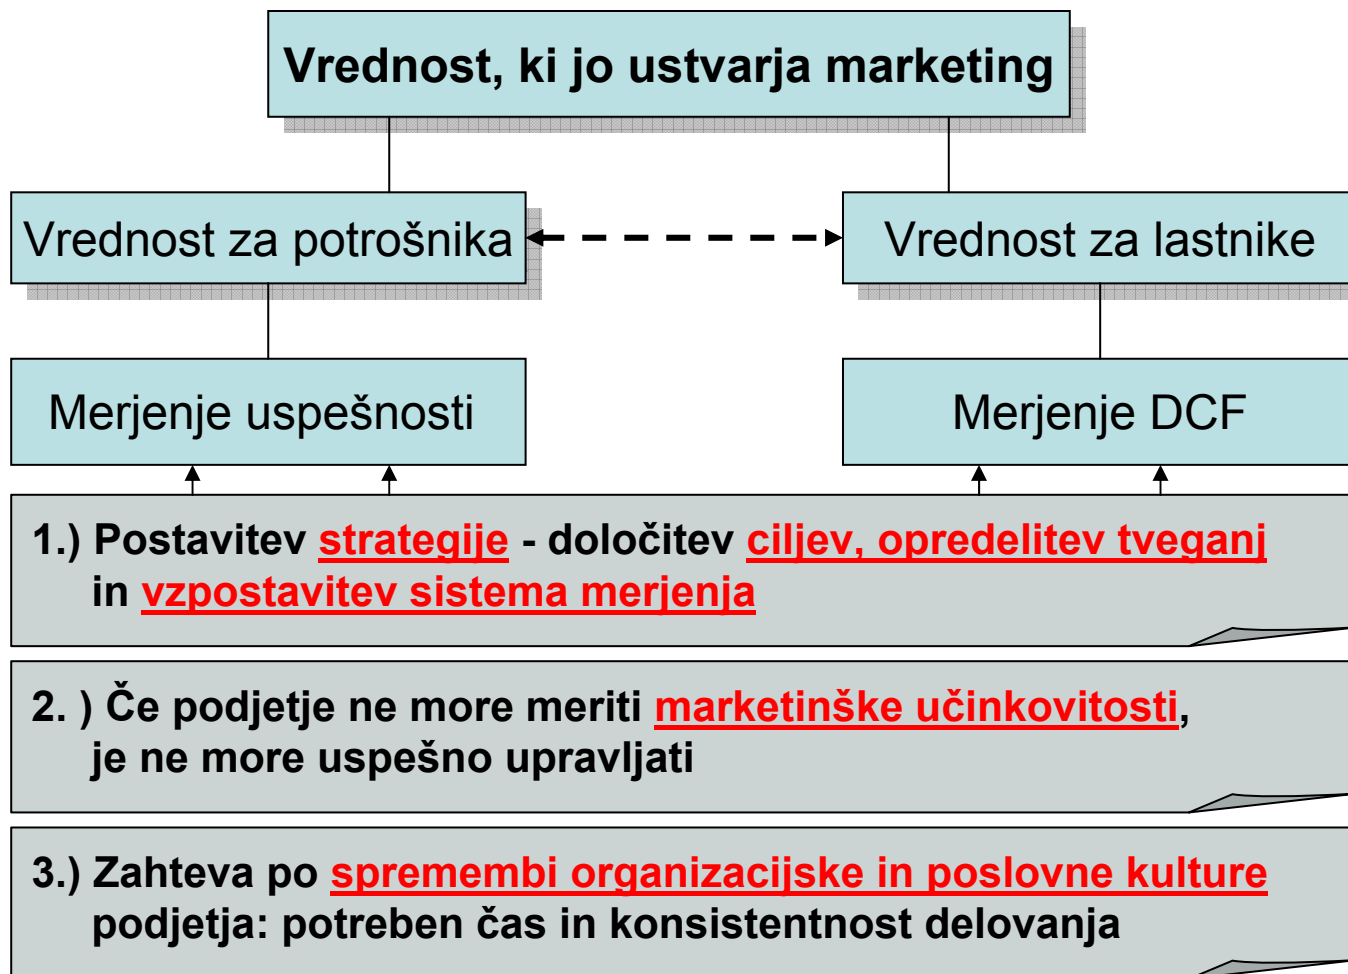 Vrednost, ki jo ustvarja marketing
Vrednost za potrošnika
Vrednost za lastnike
Merjenje uspešnosti
Merjenje DCF
1.) Postavitev strategije - določitev ciljev, opredelitev tveganj
in vzpostavitev sistema merjenja
2. ) Če podjetje ne more meriti marketinške učinkovitosti,
je ne more uspešno upravljati
3.) Zahteva po spremembi organizacijske in poslovne kulture
podjetja: potreben čas in konsistentnost delovanja